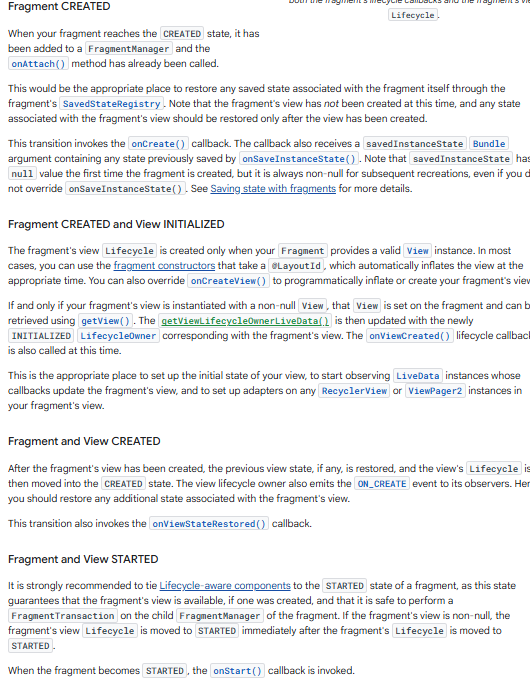 Fragment CREATED
both the fragment's lifecycle callbacks and the fragment's
Lifecycle.
When your fragment reaches the CREATED state, it has
been added to a FragmentManager and the
onAttach() method has already been called.
This would be the appropriate place to restore any saved state associated with the fragment itself through the
fragment's SavedStateRegistry. Note that the fragment's view has not been created at this time, and any state
associated with the fragment's view should be restored only after the view has been created.
This transition invokes the onCreate() callback. The callback also receives a savedInstanceState Bundle
argument containing any state previously saved by onSaveInstanceState(). Note that savedInstanceState has
null value the first time the fragment is created, but it is always non-null for subsequent recreations, even if you d
not override onSaveInstanceState(). See Saving state with fragments for more details.
Fragment CREATED and View INITIALIZED
The fragment's view Lifecycle is created only when your Fragment provides a valid View instance. In most
cases, you can use the fragment constructors that take a @LayoutId, which automatically inflates the view at the
appropriate time. You can also override onCreateView() to programmatically inflate or create your fragment's view
If and only if your fragment's view is instantiated with a non-null View, that View is set on the fragment and can b
retrieved using getView(). The getViewLifecycleOwnerLiveData() is then updated with the newly
INITIALIZED LifecycleOwner corresponding with the fragment's view. The onViewCreated() lifecycle callbac
is also called at this time.
This is the appropriate place to set up the initial state of your view, to start observing LiveData instances whose
callbacks update the fragment's view, and to set up adapters on any RecyclerView or ViewPager2 instances in
your fragment's view.
Fragment and View CREATED
After the fragment's view has been created, the previous view state, if any, is restored, and the view's Lifecycle is
then moved into the CREATED state. The view lifecycle owner also emits the ON_CREATE event to its observers. Her
you should restore any additional state associated with the fragment's view.
This transition also invokes the onViewStateRestored() callback.
Fragment and View STARTED
It is strongly recommended to tie Lifecycle-aware components to the STARTED state of a fragment, as this state
guarantees that the fragment's view is available, if one was created, and that it is safe to perform a
FragmentTransaction on the child FragmentManager of the fragment. If the fragment's view is non-null, the
fragment's view Lifecycle is moved to STARTED immediately after the fragment's Lifecycle is moved to
STARTED.
When the fragment becomes STARTED, the onStart() callback is invoked.